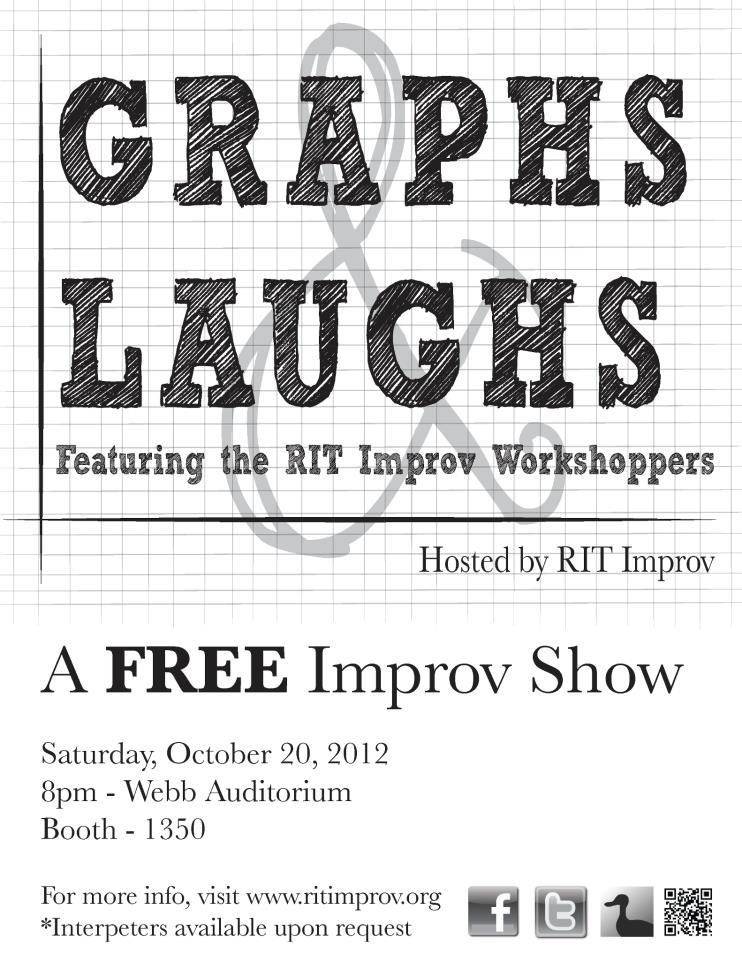 GRAPHS
&
LAUGHS
Featuring the RIT Improv Workshoppers
Hosted by RIT Improv
A FREE Improv Show
Saturday, October 20, 2012
8pm - Webb Auditorium
Booth - 1350
For more info, visit www.ritimprov.org
*Interpeters available upon request
f t